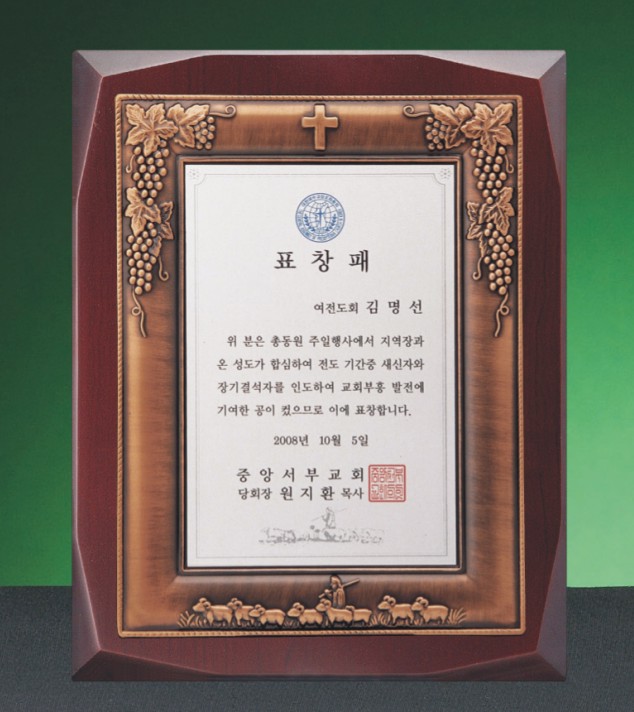 표창패
여전도회 김명선
위 분은 총동원 주일행사에서 지역장과
온 성도가 합심하여 전도 기간중 새신자와
장기결석자를 인도하여 교회부흥 발전에
기여한 공이 컸으므로 이에 표창합니다.
2008년 10월 5일
중앙서부교회
당회장 원지환 목사